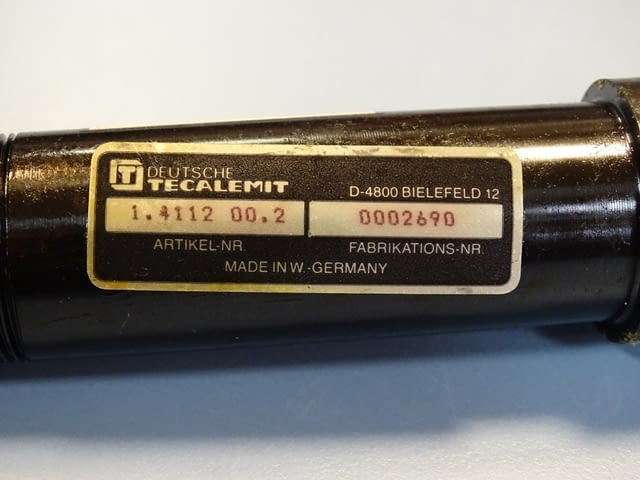 DEUTSCHE
TECALEMIT
D-4800 BIELEFELD 12
1.4112 00.2 0002690
ARTIKEL-NR. FABRIKATIONS-NR.
MADE IN W.-GERMANY